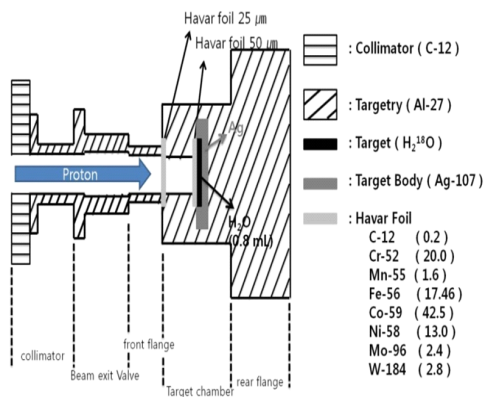 Havar foil 25 ㎛
Havar foil 50 ㎛
Ag
Proton
H₂O
(0.8 mL)
collimator
Beam exit Valve
front flange
Target chamber
rear flange
: Collimator (C-12)
: Targetry (Al-27)
: Target (H₂¹⁸O)
: Target Body (Ag-107)
: Havar Foil
C-12 (0.2)
Cr-52 (20.0)
Mn-55 (1.6)
Fe-56 (17.46)
Co-59 (42.5)
Ni-58 (13.0)
Mo-96 (2.4)
W-184 (2.8)